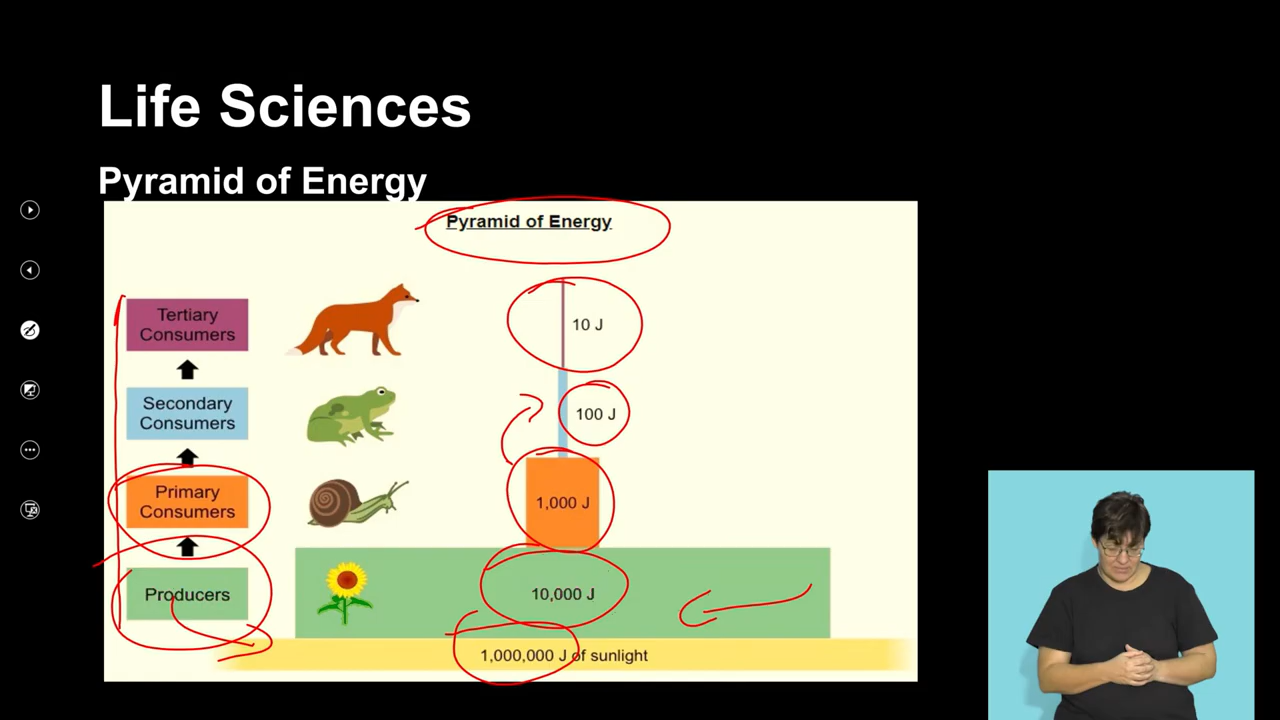 Life Sciences
Pyramid of Energy
Pyramid of Energy
Tertiary
Consumers
10 J
Secondary
Consumers
100 J
Primary
Consumers
1,000 J
Producers
10,000 J
1,000,000 J of sunlight